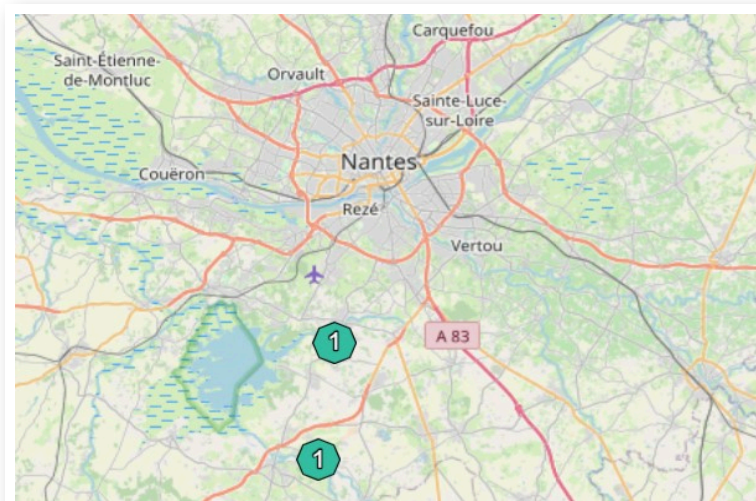 Carquefou
Saint-Étienne-
de-Montluc
Orvault
Sainte-Luce-
sur-Loire
Nantes
Couëron
Rezé
Vertou
A 83
1
1